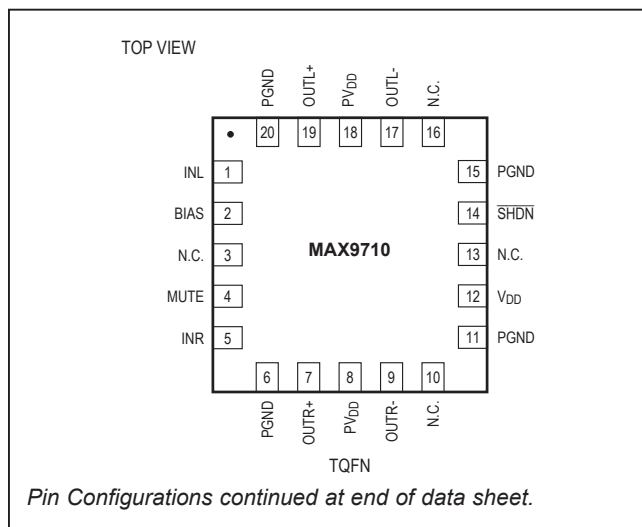 TOP VIEW
PGND OUTL+ PVDD OUTL- N.C.
20 19 18 17 16
INL 1 15 PGND
BIAS 2 14 SHDN
N.C. 3 MAX9710 13 N.C.
MUTE 4 12 VDD
INR 5 11 PGND
6 7 8 9 10
PGND OUTR+ PVDD OUTR- N.C.
TQFN
Pin Configurations continued at end of data sheet.